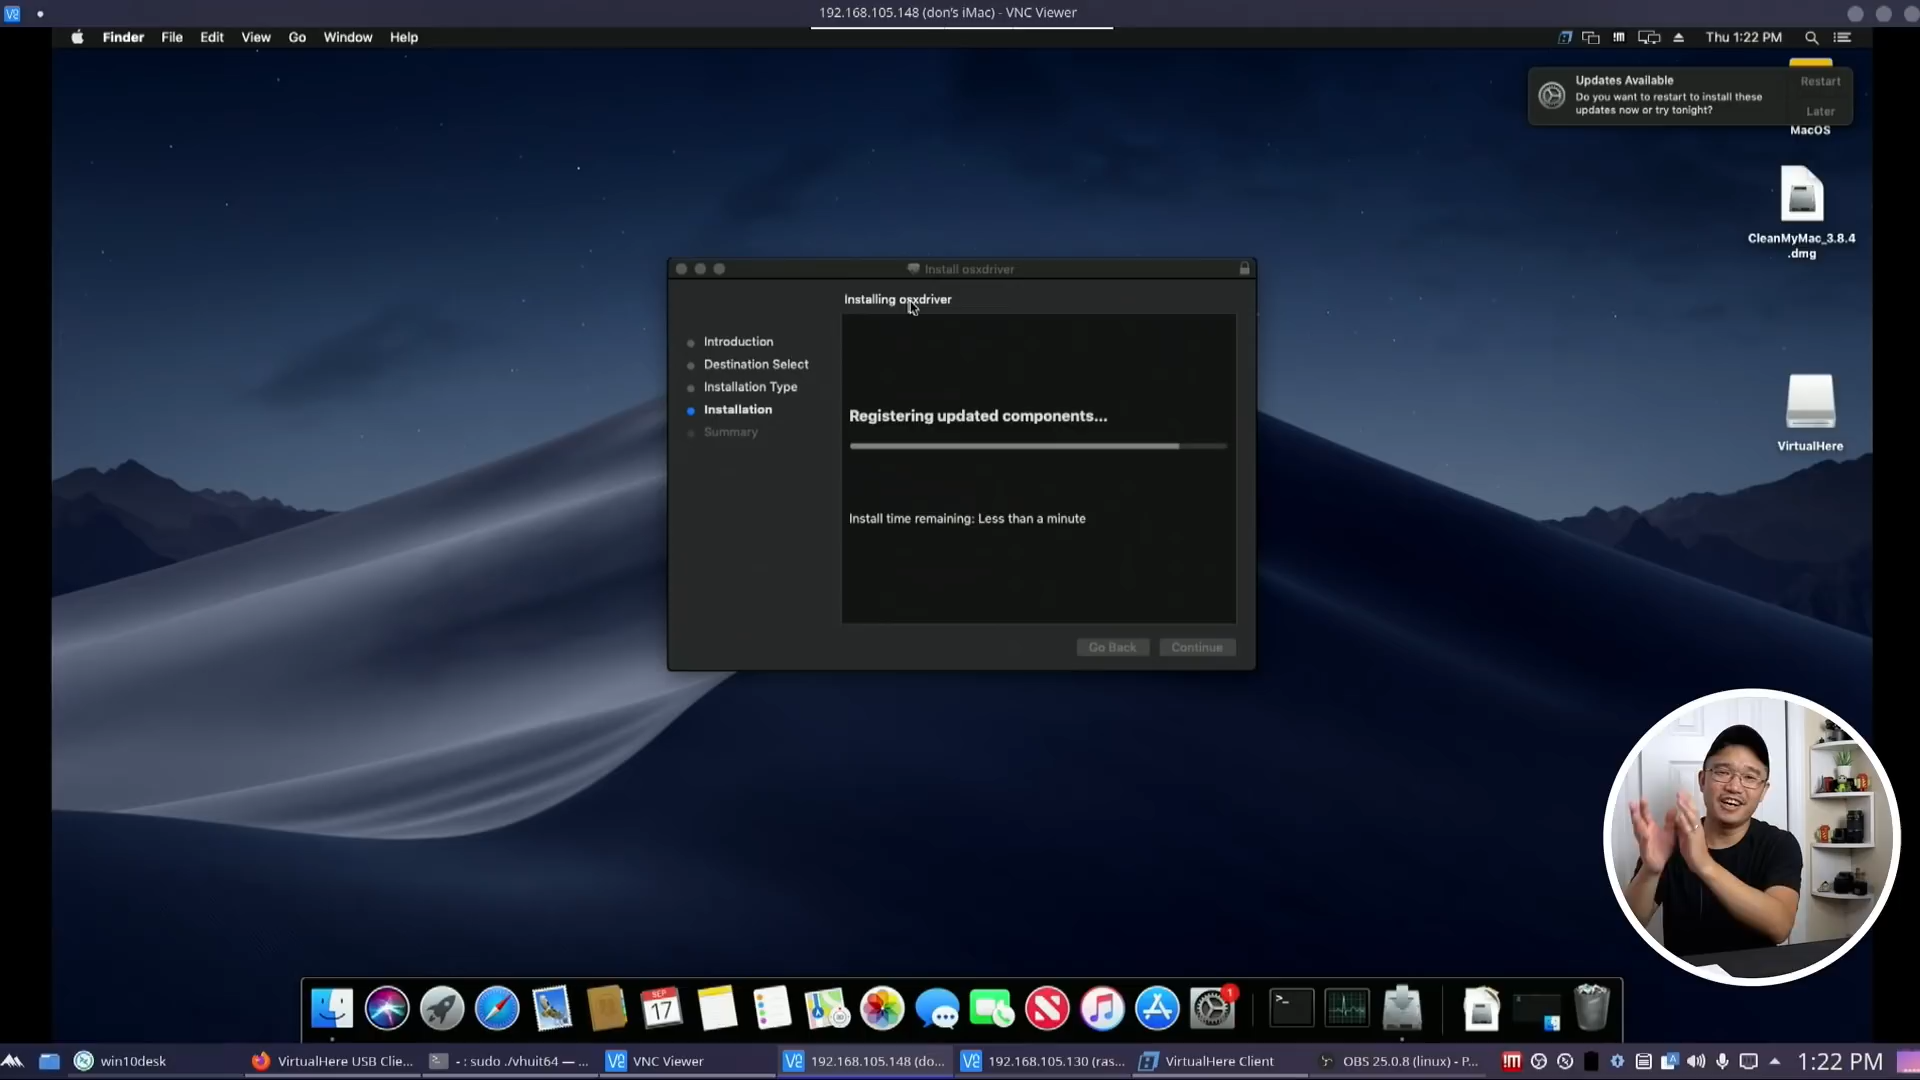 192.168.105.148 (don's iMac) - VNC Viewer
Finder File Edit View Go Window Help
Thu 1:22 PM
Updates Available
Do you want to restart to install these
updates now or try tonight?
Restart
Later
MacOS
CleanMyMac_3.8.4
.dmg
VirtualHere
Install osxdriver
Installing osxdriver
Introduction
Destination Select
Installation Type
Installation
Summary
Registering updated components...
Install time remaining: Less than a minute
Go Back
Continue
SEP
17
1
win10desk
VirtualHere USB Clie...
- : sudo ./vhuit64 — ...
VNC Viewer
192.168.105.148 (do...
192.168.105.130 (ras...
VirtualHere Client
OBS 25.0.8 (linux) - P...
1:22 PM